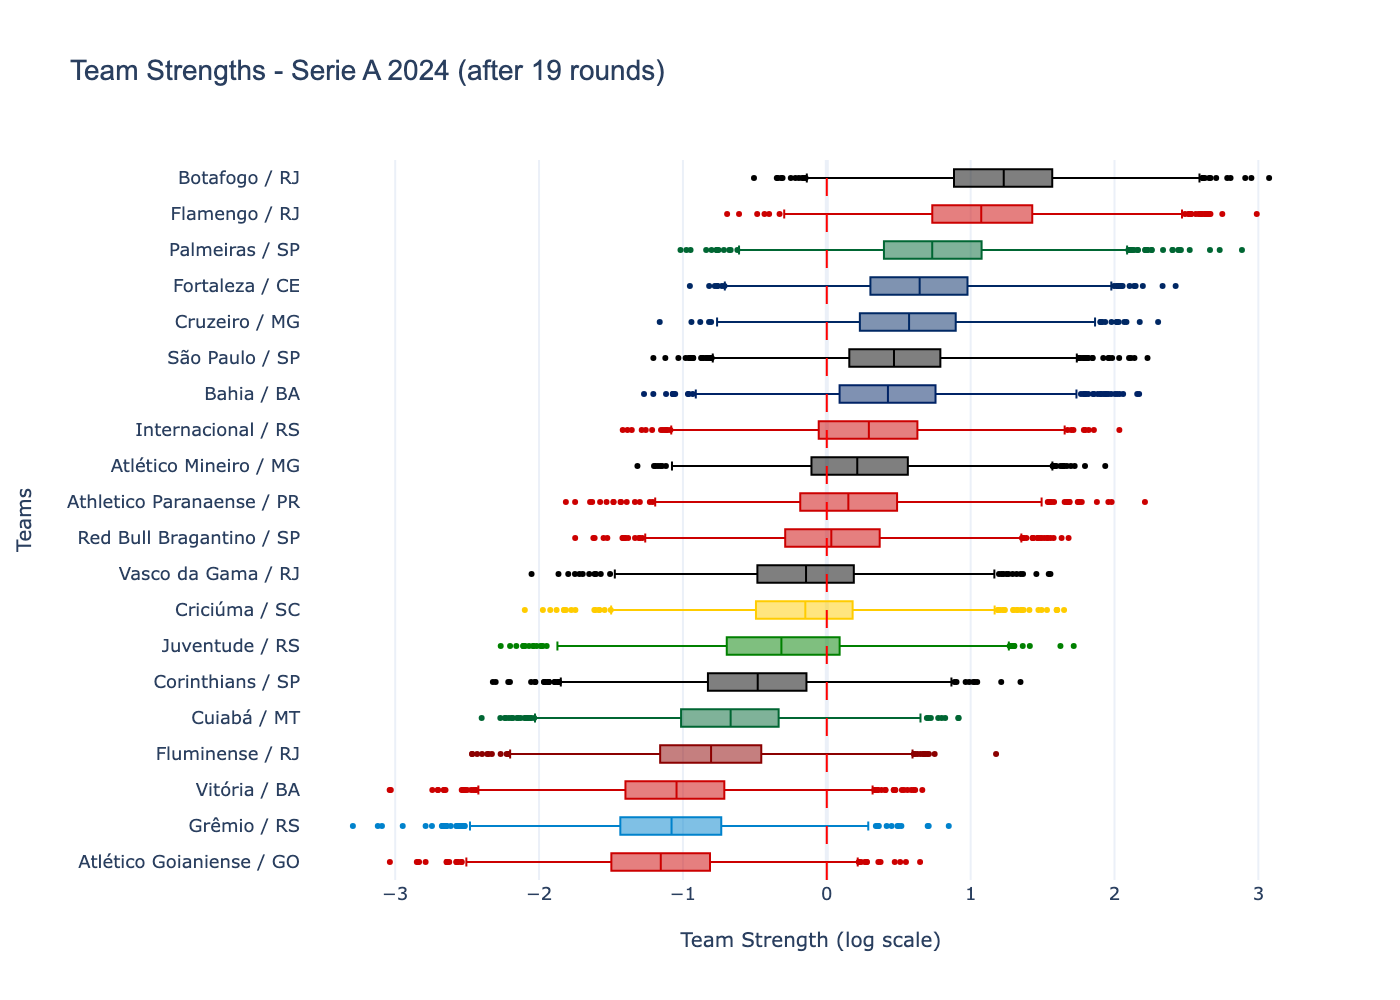 Team Strengths - Serie A 2024 (after 19 rounds)
Teams
Botafogo / RJ
Flamengo / RJ
Palmeiras / SP
Fortaleza / CE
Cruzeiro / MG
São Paulo / SP
Bahia / BA
Internacional / RS
Atlético Mineiro / MG
Athletico Paranaense / PR
Red Bull Bragantino / SP
Vasco da Gama / RJ
Criciúma / SC
Juventude / RS
Corinthians / SP
Cuiabá / MT
Fluminense / RJ
Vitória / BA
Grêmio / RS
Atlético Goianiense / GO
−3 −2 −1 0 1 2 3
Team Strength (log scale)